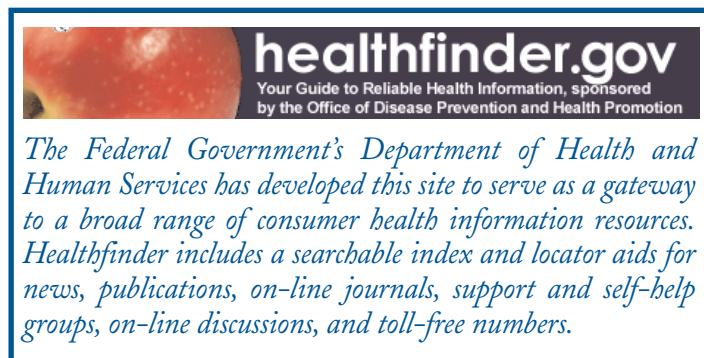 healthfinder.gov
Your Guide to Reliable Health Information, sponsored
by the Office of Disease Prevention and Health Promotion
The Federal Government's Department of Health and
Human Services has developed this site to serve as a gateway
to a broad range of consumer health information resources.
Healthfinder includes a searchable index and locator aids for
news, publications, on-line journals, support and self-help
groups, on-line discussions, and toll-free numbers.